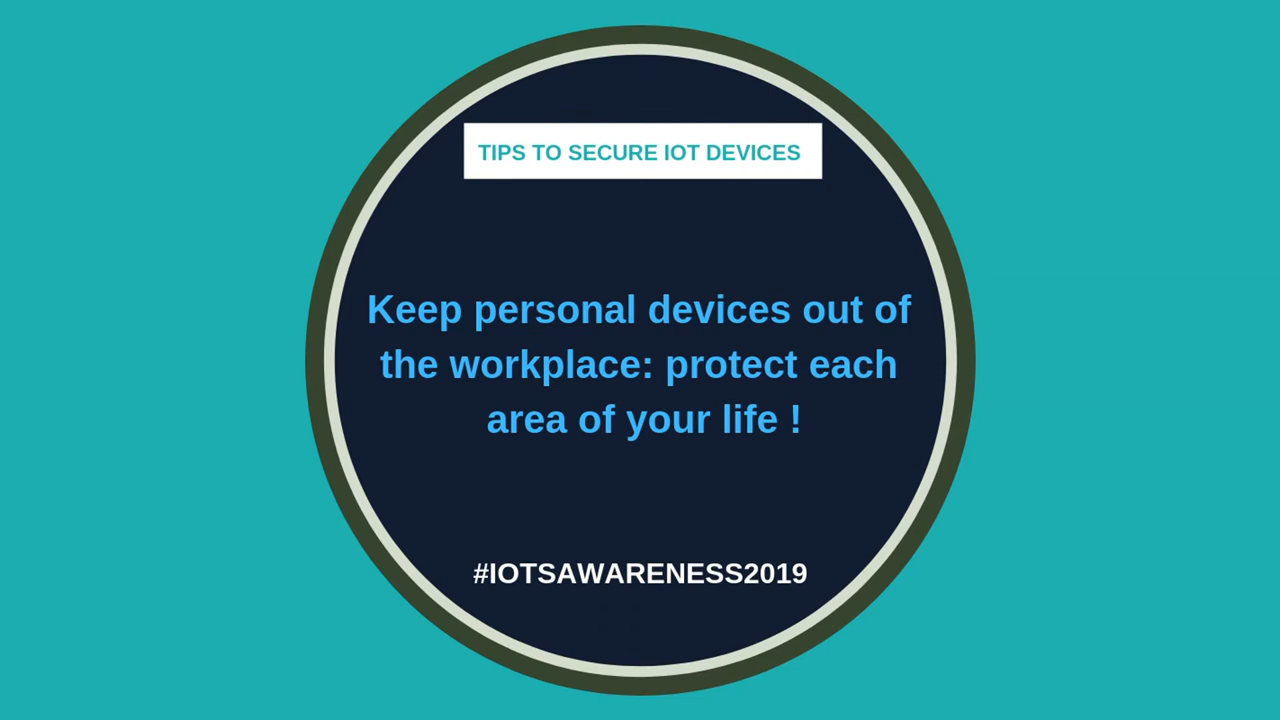 TIPS TO SECURE IOT DEVICES
Keep personal devices out of
the workplace: protect each
area of your life !
#IOTSAWARENESS2019